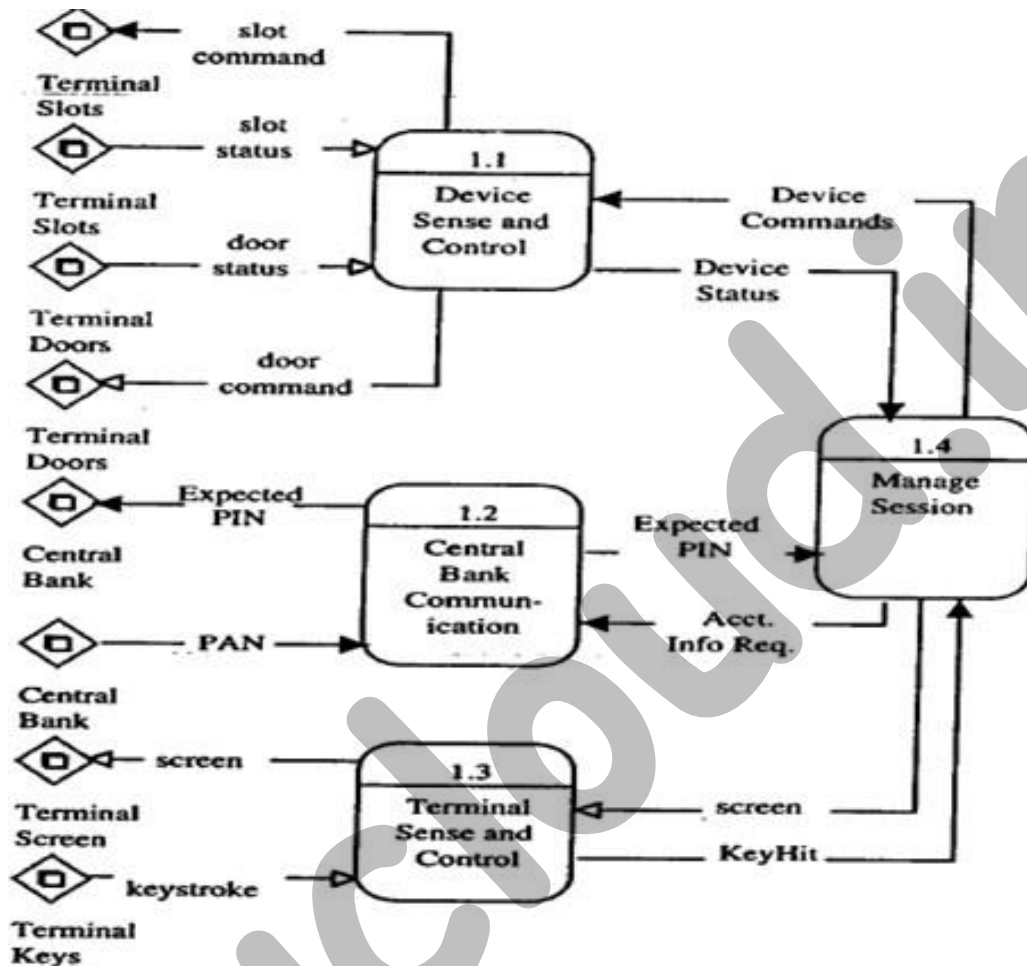 slot
command
Terminal
Slots
slot
status
Terminal
Slots
door
status
Terminal
Doors
door
command
Terminal
Doors
1.1
Device
Sense and
Control
Device
Commands
Device
Status
1.4
Manage
Session
Expected
PIN
Central
Bank
1.2
Central
Bank
Commun-
ication
Expected
PIN
PAN
Acct.
Info Req.
Central
Bank
screen
Terminal
Screen
1.3
Terminal
Sense and
Control
screen
KeyHit
keystroke
Terminal
Keys